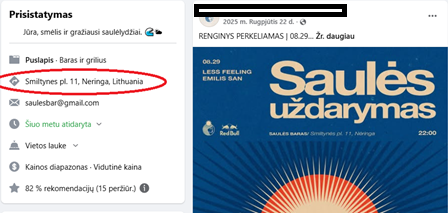 Prisistatymas
Jūra, smėlis ir gražiausi saulėlydžiai.
Puslapis · Baras ir grilius
Smiltynės pl. 11, Neringa, Lithuania
saulesbar@gmail.com
Šiuo metu atidaryta
Vietos lauke
Kainos diapazonas · Vidutinė kaina
82 % rekomendacijų (15 peržiūr.)
2025 m. Rugpjūtis 22 d. ·
RENGINYS PERKELIAMAS | 08.29... Žr. daugiau
08.29
LESS FEELING
EMILIS SAN
Red Bull
Saulės
uždarymas
SAULĖS BARAS/ Smiltynės pl. 11, Neringa
22:00